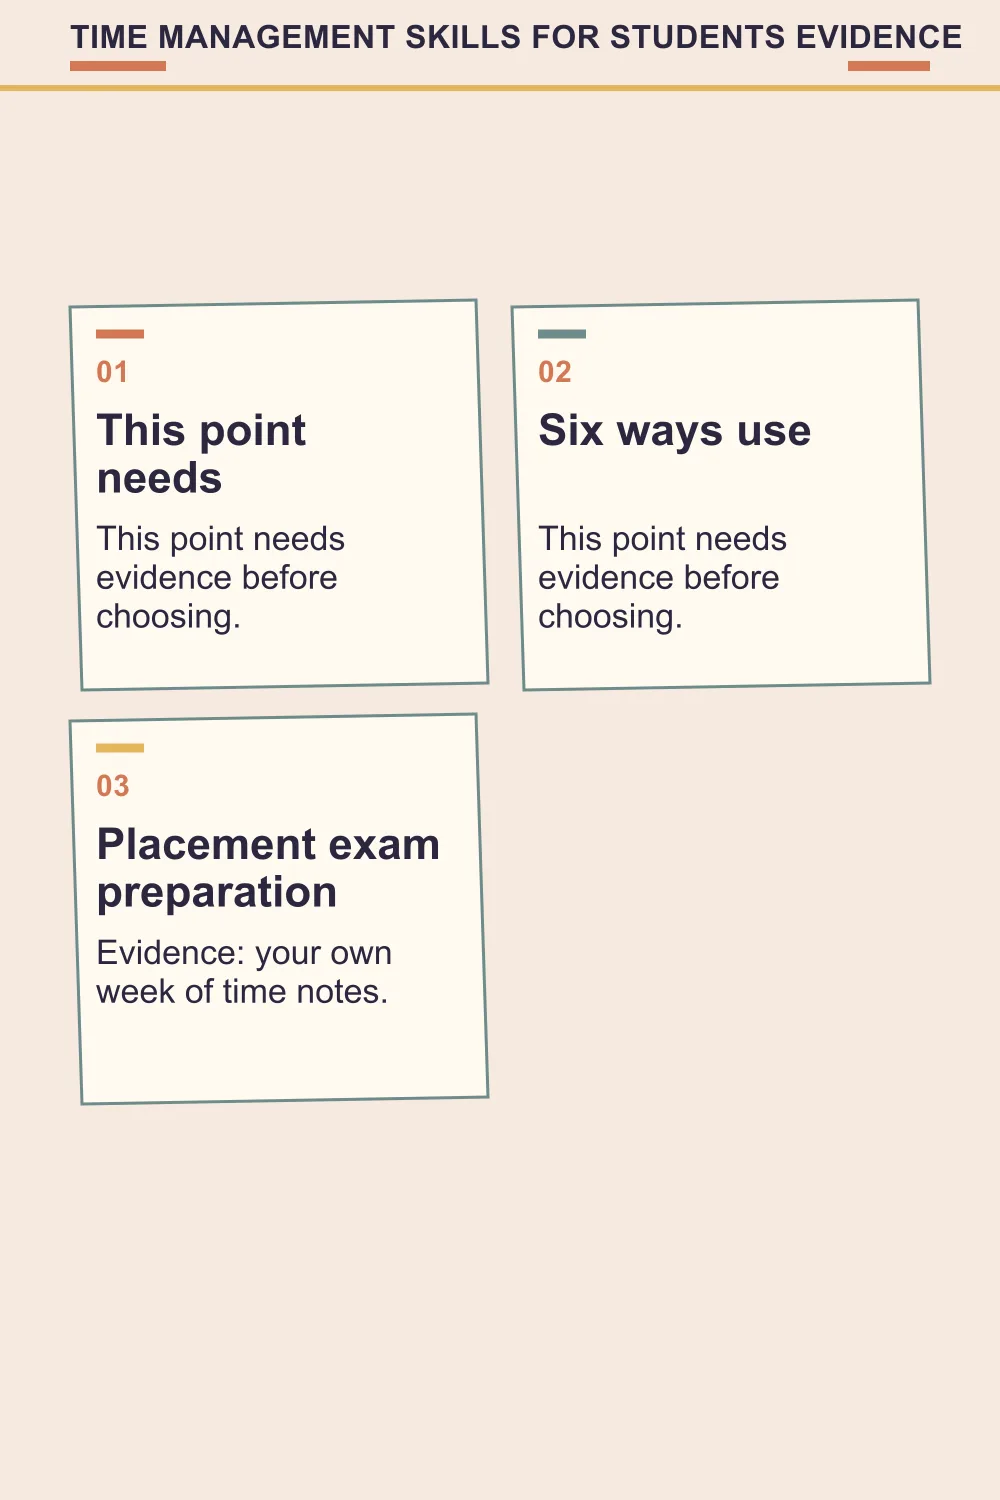 TIME MANAGEMENT SKILLS FOR STUDENTS EVIDENCE
01
This point
needs
This point needs
evidence before
choosing.
02
Six ways use
This point needs
evidence before
choosing.
03
Placement exam
preparation
Evidence: your own
week of time notes.